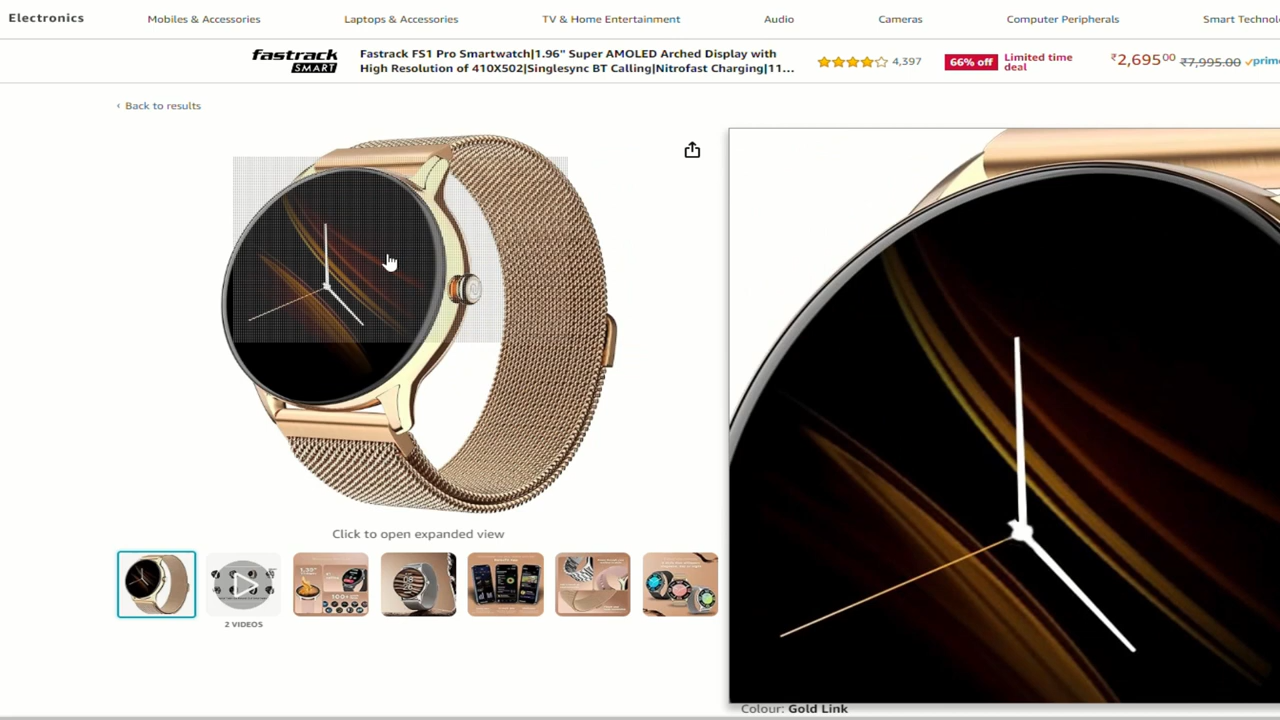 Electronics
Mobiles & Accessories
Laptops & Accessories
TV & Home Entertainment
Audio
Cameras
Computer Peripherals
Smart Technol
fastrack
SMART
Fastrack FS1 Pro Smartwatch|1.96" Super AMOLED Arched Display with
High Resolution of 410X502|Singlesync BT Calling|Nitrofast Charging|11...
4,397
66% off
Limited time
deal
₹2,695⁰⁰ ₹7,995.00 prime
‹ Back to results
Click to open expanded view
2 VIDEOS
Colour: Gold Link